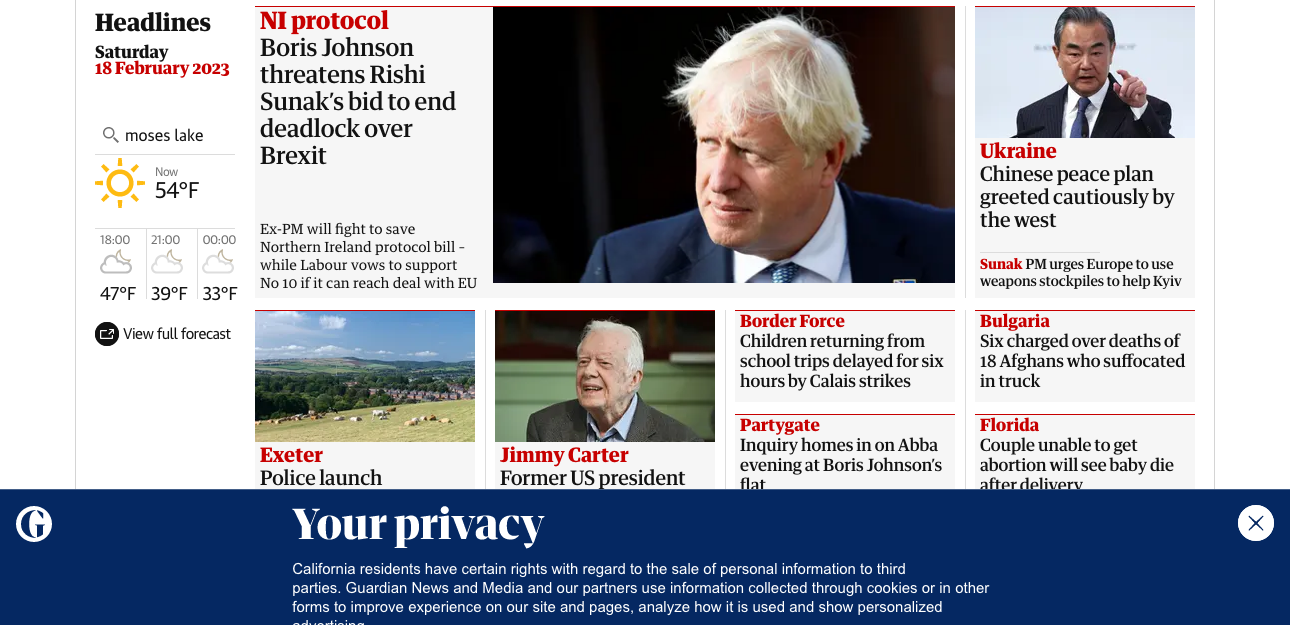 Headlines
Saturday
18 February 2023
moses lake
Now
54°F
18:00
21:00
00:00
47°F
39°F
33°F
View full forecast
NI protocol
Boris Johnson
threatens Rishi
Sunak’s bid to end
deadlock over
Brexit
Ex-PM will fight to save
Northern Ireland protocol bill –
while Labour vows to support
No 10 if it can reach deal with EU
Ukraine
Chinese peace plan
greeted cautiously by
the west
Sunak PM urges Europe to use
weapons stockpiles to help Kyiv
Exeter
Police launch
Jimmy Carter
Former US president
Border Force
Children returning from
school trips delayed for six
hours by Calais strikes
Partygate
Inquiry homes in on Abba
evening at Boris Johnson’s
flat
Bulgaria
Six charged over deaths of
18 Afghans who suffocated
in truck
Florida
Couple unable to get
abortion will see baby die
after delivery
Your privacy
California residents have certain rights with regard to the sale of personal information to third
parties. Guardian News and Media and our partners use information collected through cookies or in other
forms to improve experience on our site and pages, analyze how it is used and show personalized
advertising.